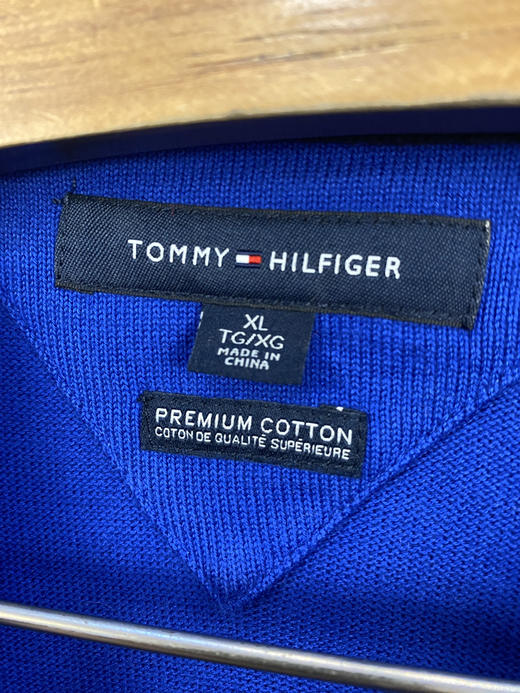 TOMMY HILFIGER
XL
TG/XG
MADE IN
CHINA
PREMIUM COTTON
COTON DE QUALITÉ SUPÉRIEURE